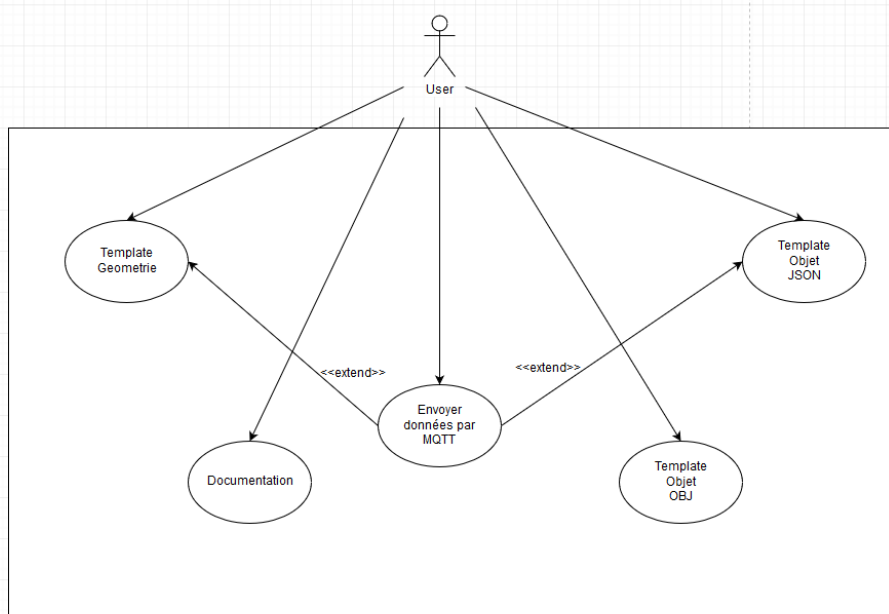 User
Template
Geometrie
Template
Objet
JSON
<<extend>>
<<extend>>
Envoyer
données par
MQTT
Documentation
Template
Objet
OBJ